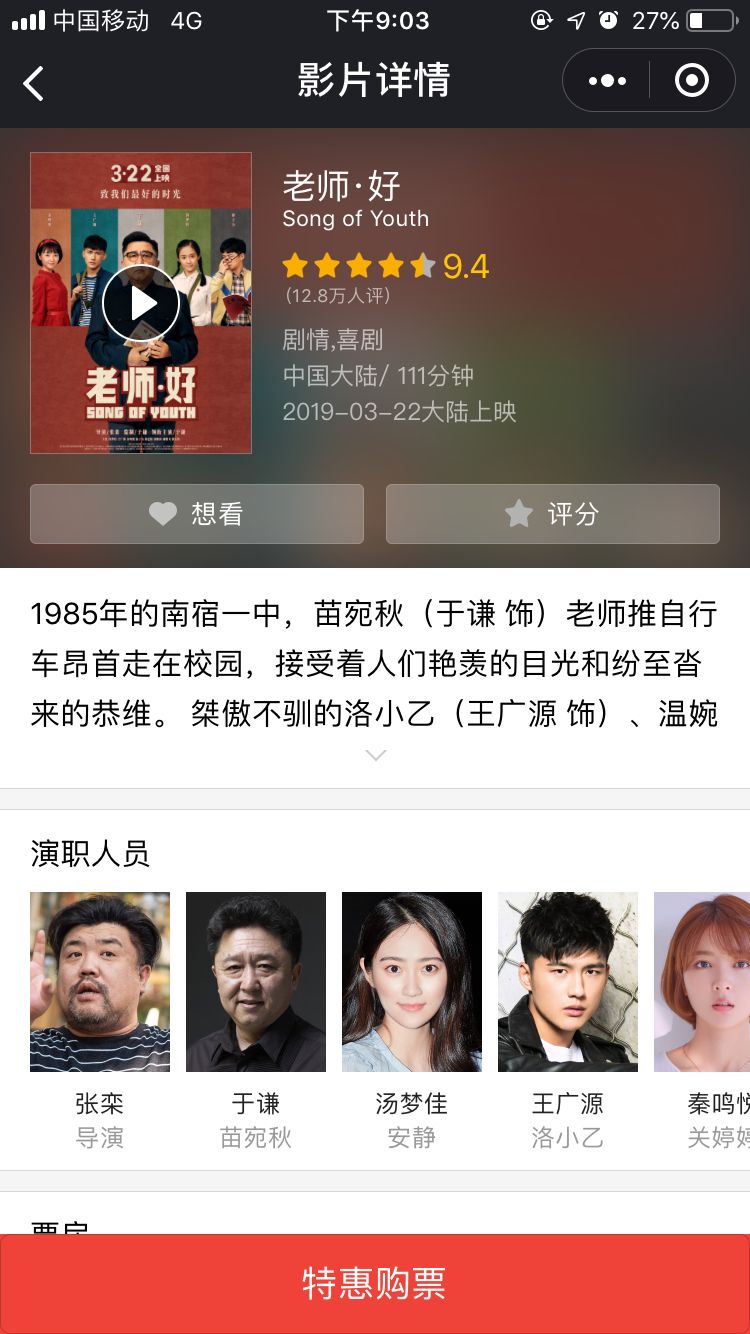 中国移动 4G 下午9:03 27%
影片详情
3·22 全国上映
致我们最好的时光
老师·好
SONG OF YOUTH
老师·好
Song of Youth
9.4
(12.8万人评)
剧情,喜剧
中国大陆/ 111分钟
2019-03-22大陆上映
想看 评分
1985年的南宿一中，苗宛秋（于谦 饰）老师推自行
车昂首走在校园，接受着人们艳羡的目光和纷至沓
来的恭维。 桀傲不驯的洛小乙（王广源 饰）、温婉
演职人员
张栾 于谦 汤梦佳 王广源 秦鸣悦
导演 苗宛秋 安静 洛小乙 关婷婷
票房
特惠购票